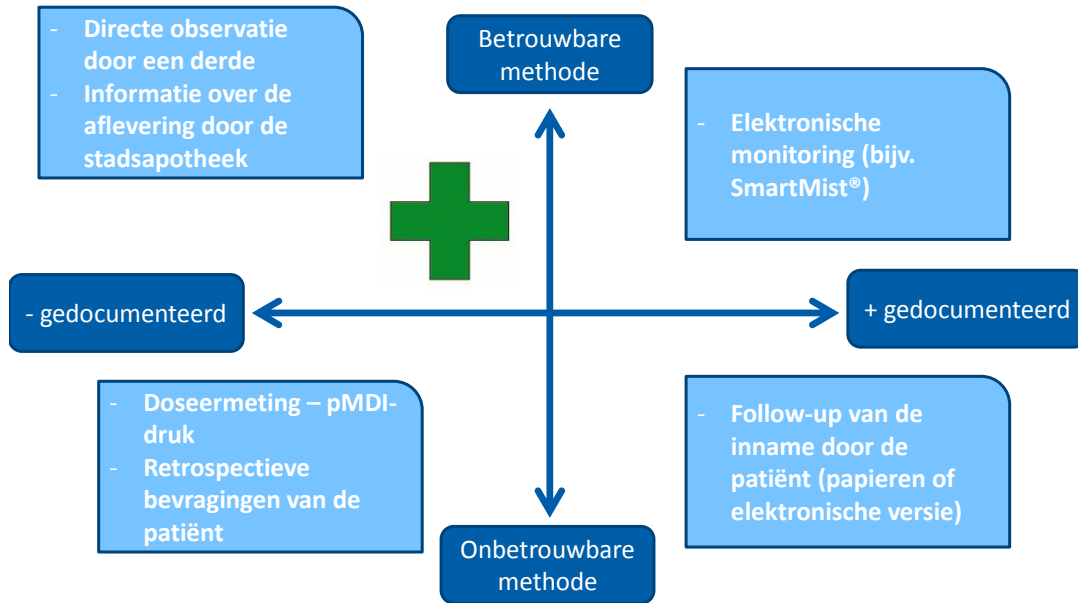 - Directe observatie
door een derde
- Informatie over de
aflevering door de
stadsapotheek
Betrouwbare
methode
- Elektronische
monitoring (bijv.
SmartMist®)
- gedocumenteerd
+ gedocumenteerd
- Doseermeting – pMDI-
druk
- Retrospectieve
bevragingen van de
patiënt
- Follow-up van de
inname door de
patiënt (papieren of
elektronische versie)
Onbetrouwbare
methode